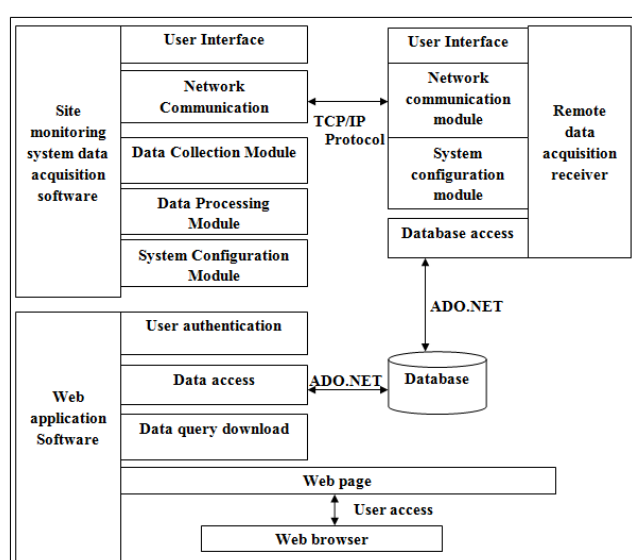 Site
monitoring
system data
acquisition
software
User Interface
Network
Communication
Data Collection Module
Data Processing
Module
System Configuration
Module
TCP/IP
Protocol
User Interface
Network
communication
module
System
configuration
module
Database access
Remote
data
acquisition
receiver
ADO.NET
Web
application
Software
User authentication
Data access
Data query download
ADO.NET
Database
Web page
User access
Web browser